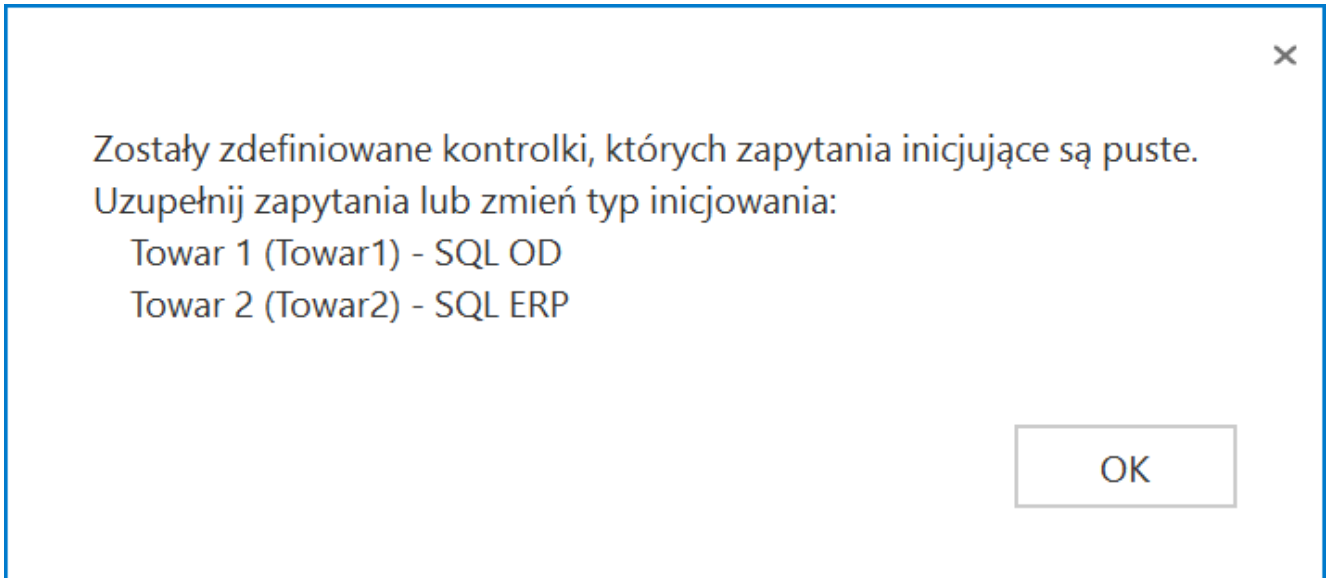 Zostały zdefiniowane kontrolki, których zapytania inicjujące są puste.
Uzupełnij zapytania lub zmień typ inicjowania:
Towar 1 (Towar1) - SQL OD
Towar 2 (Towar2) - SQL ERP
OK